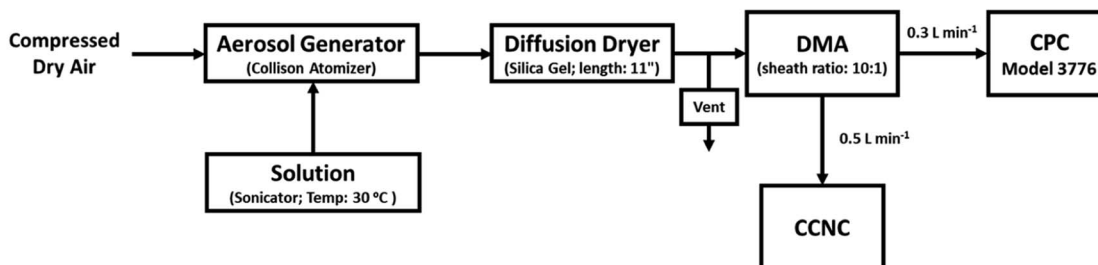 Compressed
Dry Air
Aerosol Generator
(Collison Atomizer)
Diffusion Dryer
(Silica Gel; length: 11")
Vent
DMA
(sheath ratio: 10:1)
0.3 L min⁻¹
CPC
Model 3776
0.5 L min⁻¹
Solution
(Sonicator; Temp: 30 ºC )
CCNC